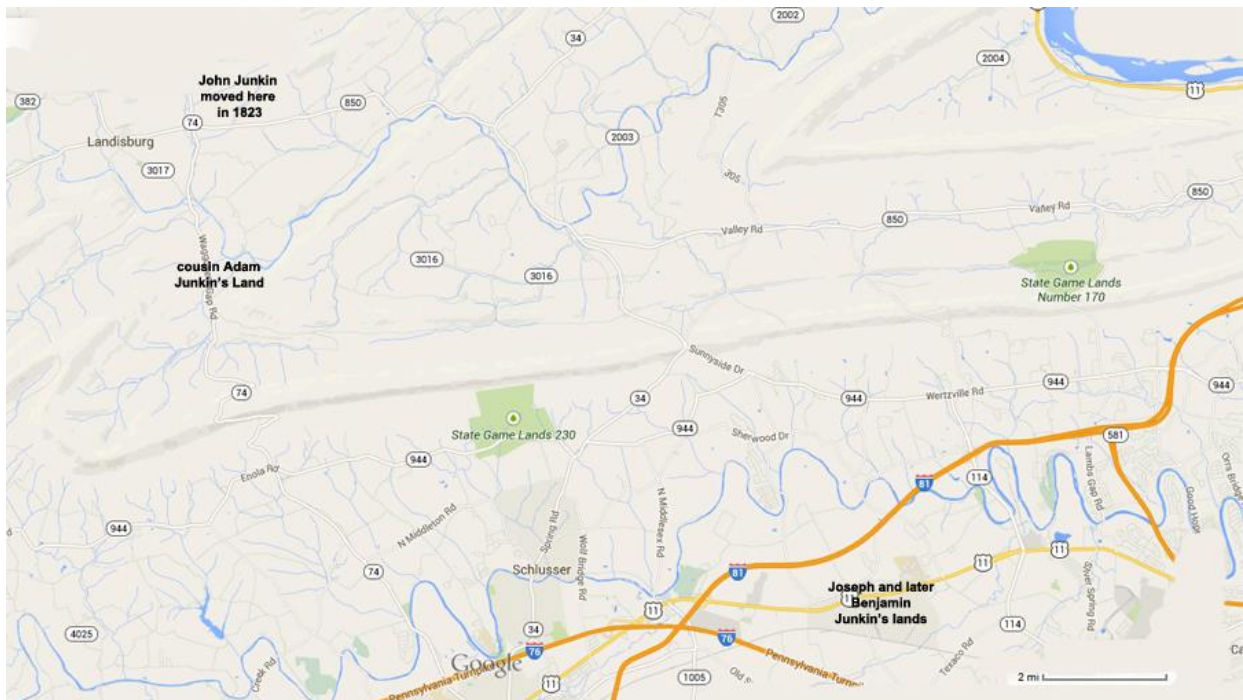 2002
34
2004
11
John Junkin
moved here
in 1823
382
850
74
Landisburg
2003
T305
3017
305
850
Valley Rd
850
Valley Rd
cousin Adam
Junkin's Land
3016
3016
State Game Lands
Number 170
Sunnyside Dr
74
34
944
Wertzville Rd
944
944
State Game Lands 230
944
Sherwood Dr
581
944
Enola Rd
81
114
Lambs Gap Rd
Orrs Bridge
Good Hope
944
N Middleton Rd
Spring Rd
Wolf Bridge Rd
N Middlesex Rd
11
11
74
Schlusser
81
Joseph and later
Benjamin
Junkin's lands
11
Silver Spring Rd
4025
34
76
76
114
Texaco Rd
Creek Rd
Google
Pennsylvania Turnpike
11
1005
2 mi